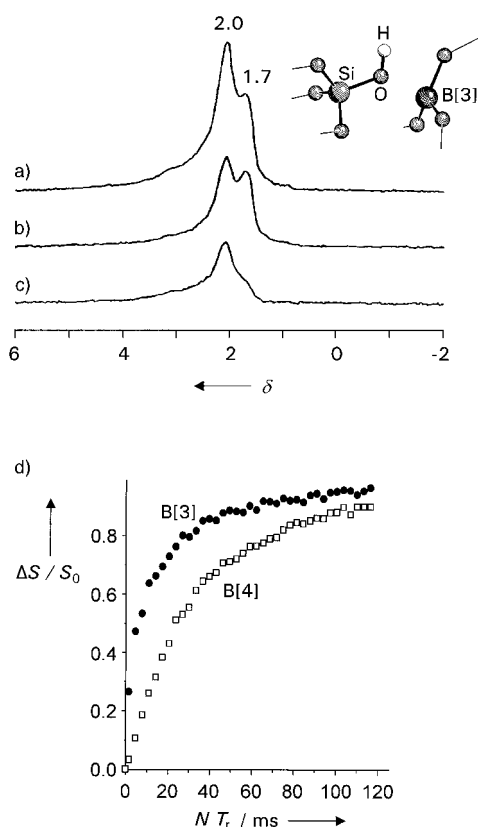 2.0
1.7
H
Si
O
B[3]
a)
b)
c)
6 4 2 0 -2
δ
d)
B[3]
B[4]
ΔS / S₀
0.8
0.6
0.4
0.2
0.0
0 20 40 60 80 100 120
N Tᵣ / ms